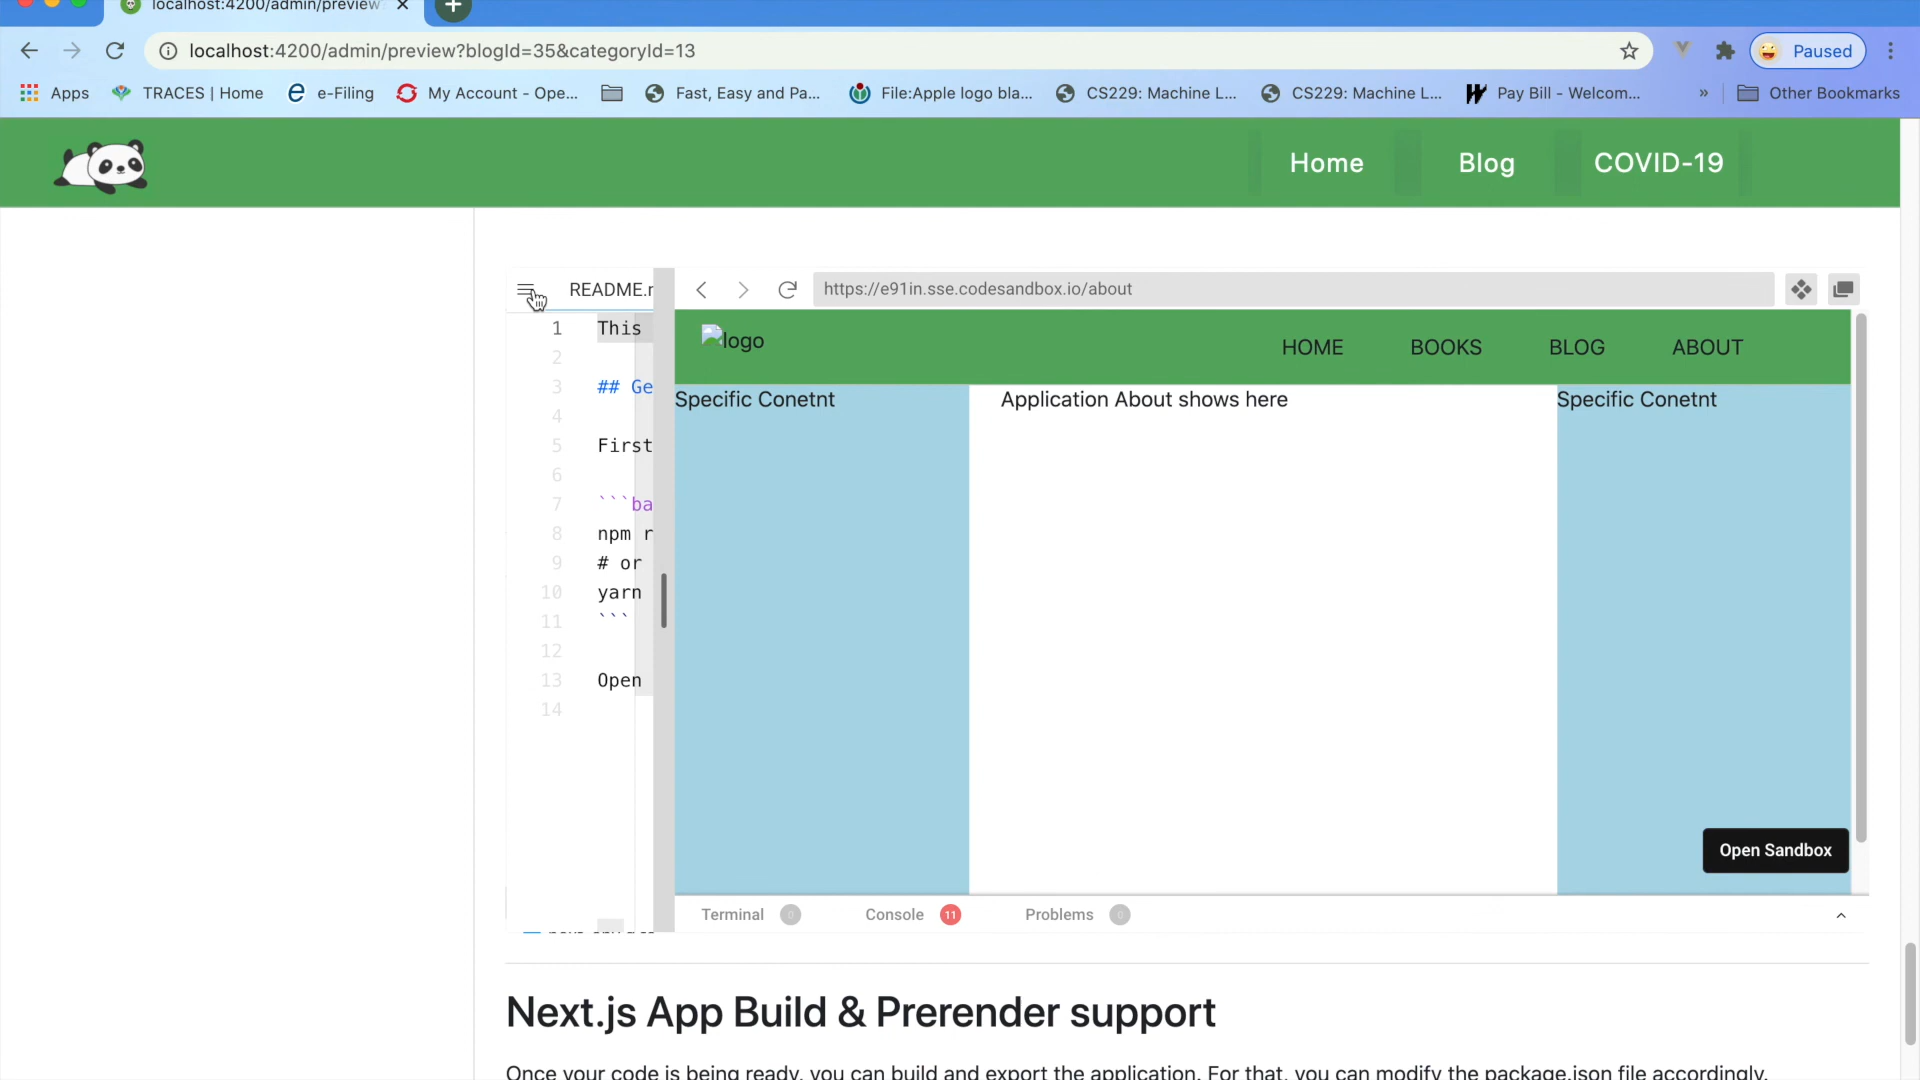 localhost:4200/admin/preview
localhost:4200/admin/preview?blogId=35&categoryId=13
Paused
Apps
TRACES | Home
e-Filing
My Account - Ope...
Fast, Easy and Pa...
File:Apple logo bla...
CS229: Machine L...
CS229: Machine L...
Pay Bill - Welcom...
»
Other Bookmarks
Home
Blog
COVID-19
README.r
https://e91in.sse.codesandbox.io/about
1 This
2
3 ## Ge
4
5 First
6
7 ```ba
8 npm r
9 # or
10 yarn
11 ```
12
13 Open
14
logo
HOME
BOOKS
BLOG
ABOUT
Specific Conetnt
Application About shows here
Specific Conetnt
Open Sandbox
Terminal 0
Console 11
Problems 0
Next.js App Build & Prerender support
Once your code is being ready, you can build and export the application. For that, you can modify the package.json file accordingly.